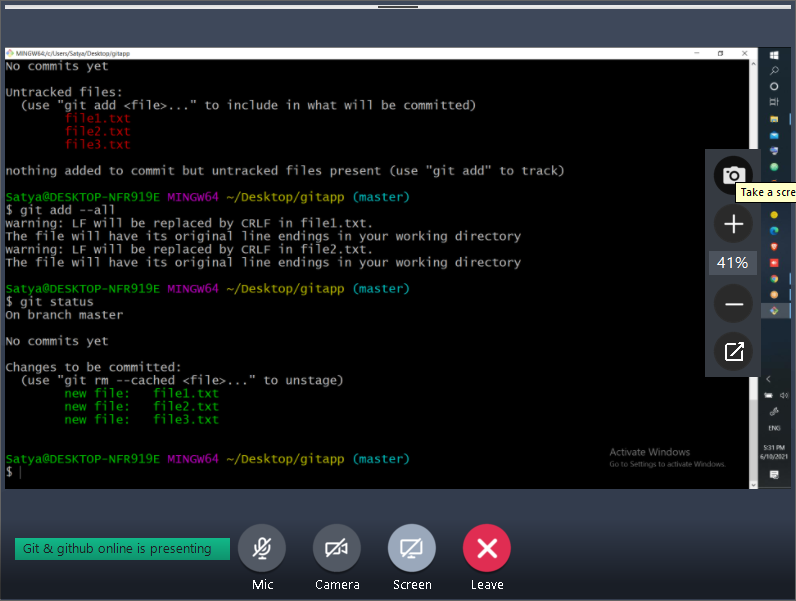 MINGW64:/c/Users/Satya/Desktop/gitapp
No commits yet
Untracked files:
(use "git add <file>..." to include in what will be committed)
file1.txt
file2.txt
file3.txt
nothing added to commit but untracked files present (use "git add" to track)
Satya@DESKTOP-NFR919E MINGW64 ~/Desktop/gitapp (master)
$ git add --all
warning: LF will be replaced by CRLF in file1.txt.
The file will have its original line endings in your working directory
warning: LF will be replaced by CRLF in file2.txt.
The file will have its original line endings in your working directory
Satya@DESKTOP-NFR919E MINGW64 ~/Desktop/gitapp (master)
$ git status
On branch master
No commits yet
Changes to be committed:
(use "git rm --cached <file>..." to unstage)
new file: file1.txt
new file: file2.txt
new file: file3.txt
Satya@DESKTOP-NFR919E MINGW64 ~/Desktop/gitapp (master)
$
Activate Windows
Go to Settings to activate Windows.
Take a scre
41%
ENG
5:31 PM
6/10/2021
Git & github online is presenting
Mic
Camera
Screen
Leave